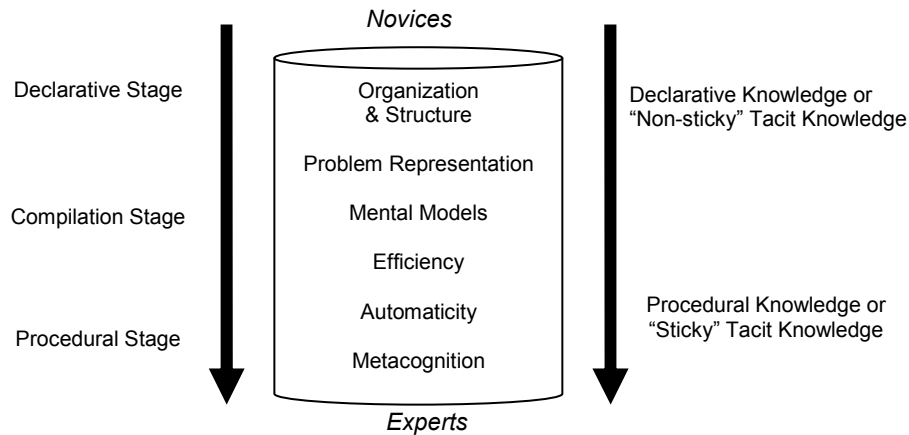 Novices
Declarative Stage
Organization
& Structure
Declarative Knowledge or
“Non-sticky” Tacit Knowledge
Problem Representation
Compilation Stage
Mental Models
Efficiency
Automaticity
Procedural Stage
Procedural Knowledge or
“Sticky” Tacit Knowledge
Metacognition
Experts